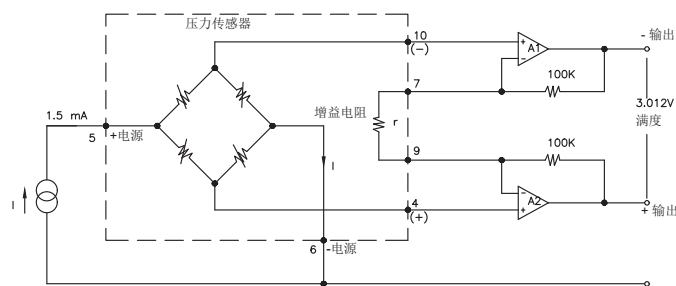 压力传感器
10
(-)
A1
- 输出
7
100K
1.5 mA
增益电阻
r
3.012V
满度
5
+电源
I
9
100K
I
4
(+)
A2
+ 输出
6
-电源